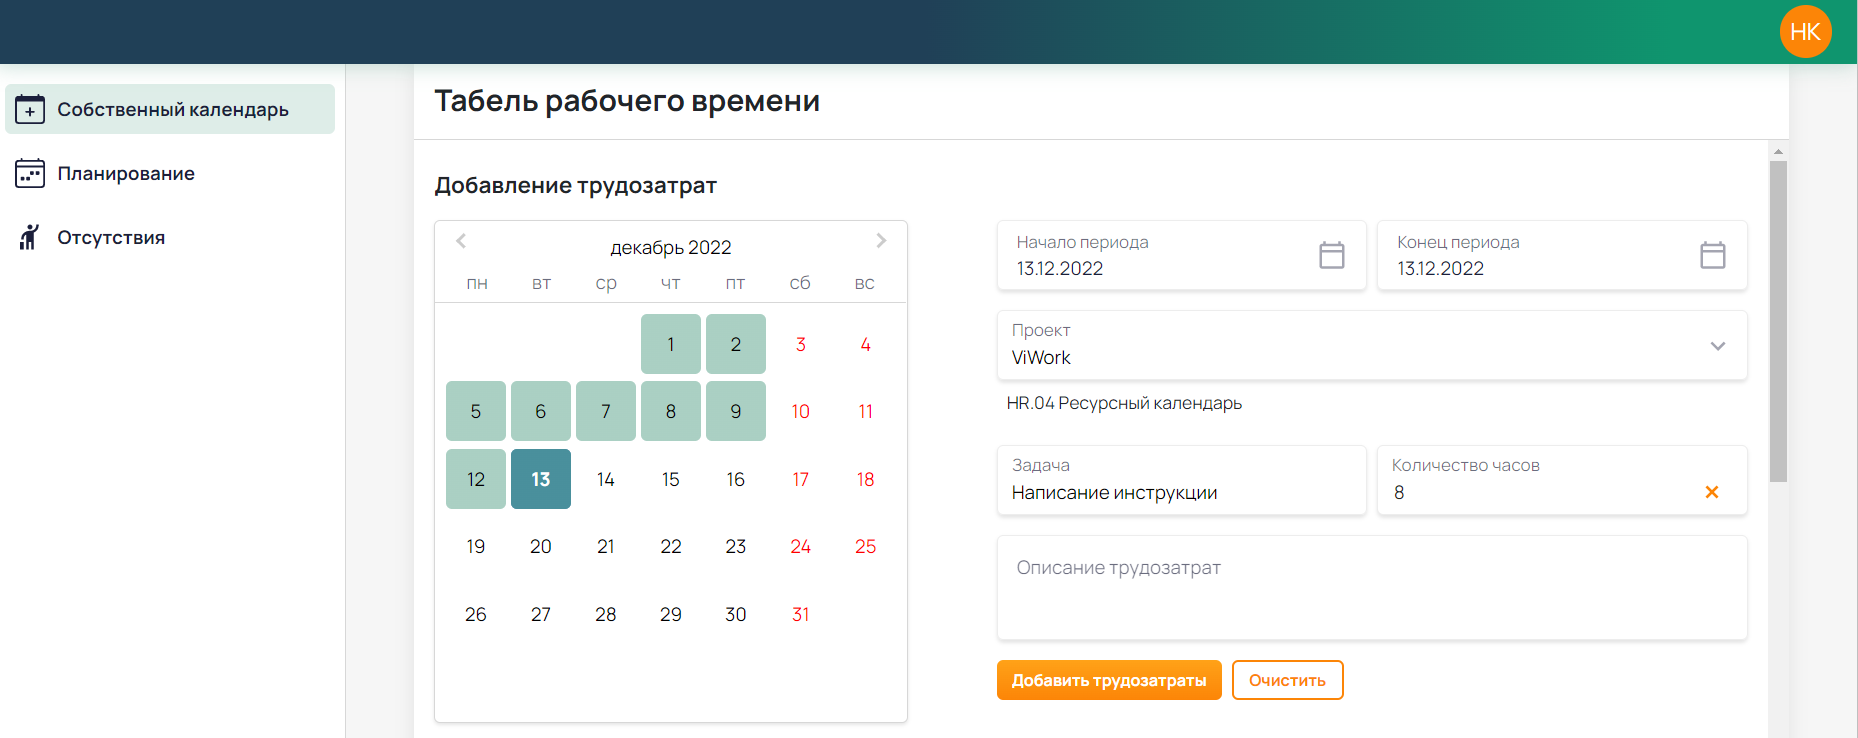 НК
Собственный календарь
Планирование
Отсутствия
Табель рабочего времени
Добавление трудозатрат
декабрь 2022
пн вт ср чт пт сб вс
1 2 3 4
5 6 7 8 9 10 11
12 13 14 15 16 17 18
19 20 21 22 23 24 25
26 27 28 29 30 31
Начало периода
13.12.2022
Конец периода
13.12.2022
Проект
ViWork
HR.04 Ресурсный календарь
Задача
Написание инструкции
Количество часов
8
Описание трудозатрат
Добавить трудозатраты
Очистить